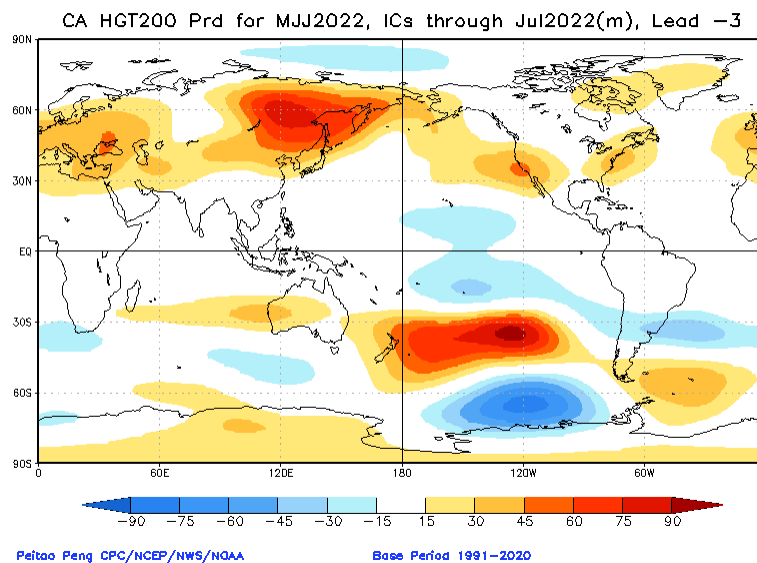 CA HGT200 Prd for MJJ2022, ICs through Jul2022(m), Lead −3
90N
60N
30N
EQ
30S
60S
90S
0 60E 120E 180 120W 60W
−90 −75 −60 −45 −30 −15 15 30 45 60 75 90
Peitao Peng CPC/NCEP/NWS/NOAA Base Period 1991−2020